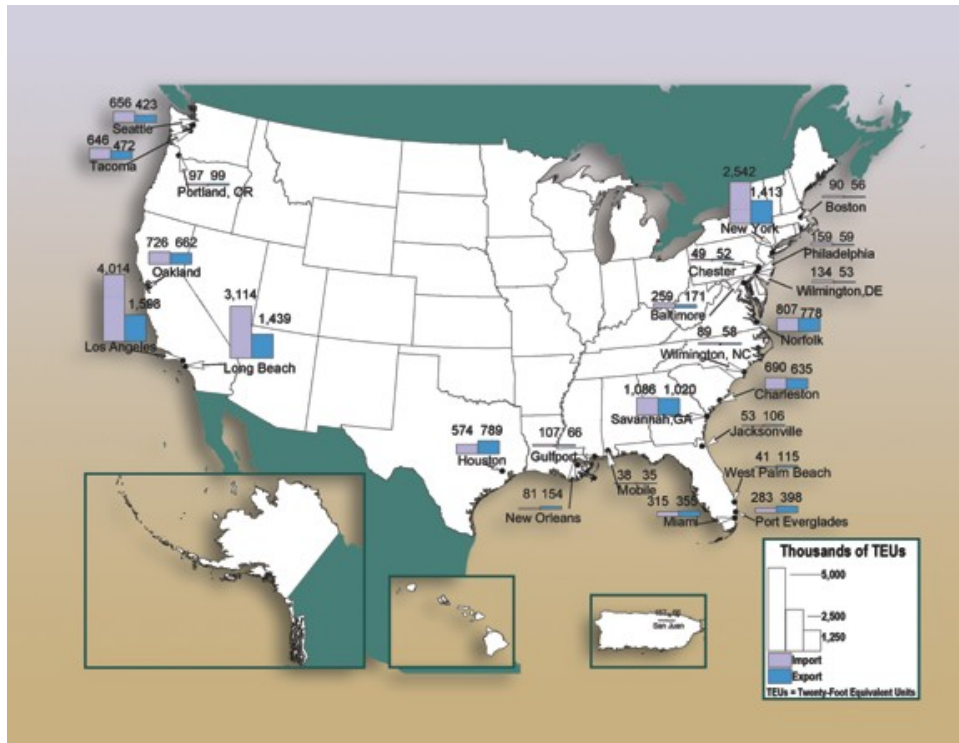 656 423
Seattle
646 472
Tacoma
97 99
Portland, OR
726 662
Oakland
4,014
1,598
Los Angeles
3,114
1,439
Long Beach
2,542
1,413
New York
90 56
Boston
159 59
Philadelphia
49 52
Chester
134 53
Wilmington,DE
259 171
Baltimore
807 778
Norfolk
89 58
Wilmington, NC
690 635
Charleston
1,086 1,020
Savannah,GA
53 106
Jacksonville
574 789
Houston
107 66
Gulfport
41 115
West Palm Beach
38 35
Mobile
81 154
New Orleans
315 355
Miami
283 398
Port Everglades
San Juan
Thousands of TEUs
5,000
2,500
1,250
Import
Export
TEUs = Twenty-Foot Equivalent Units